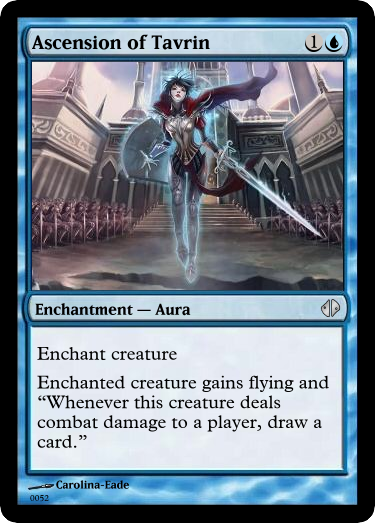 Ascension of Tavrin 1
Enchantment — Aura
Enchant creature
Enchanted creature gains flying and
“Whenever this creature deals
combat damage to a player, draw a
card.”
Carolina-Eade
0052